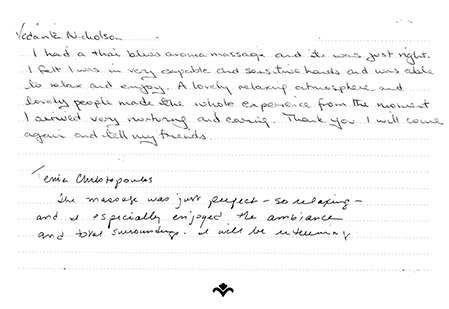 Nicholson
I had a thai blues aroma massage and it was just right.
I felt I was in very capable and sensitive hands and was able
to relax and enjoy. A lovely relaxing atmosphere and
lovely people made the whole experience from the moment
I arrived very nurturing and caring. Thank you I will come
again and tell my friends.
Christopoulos
The massage was just perfect - so relaxing -
and I especially enjoyed the ambiance
and total surroundings. I will be returning